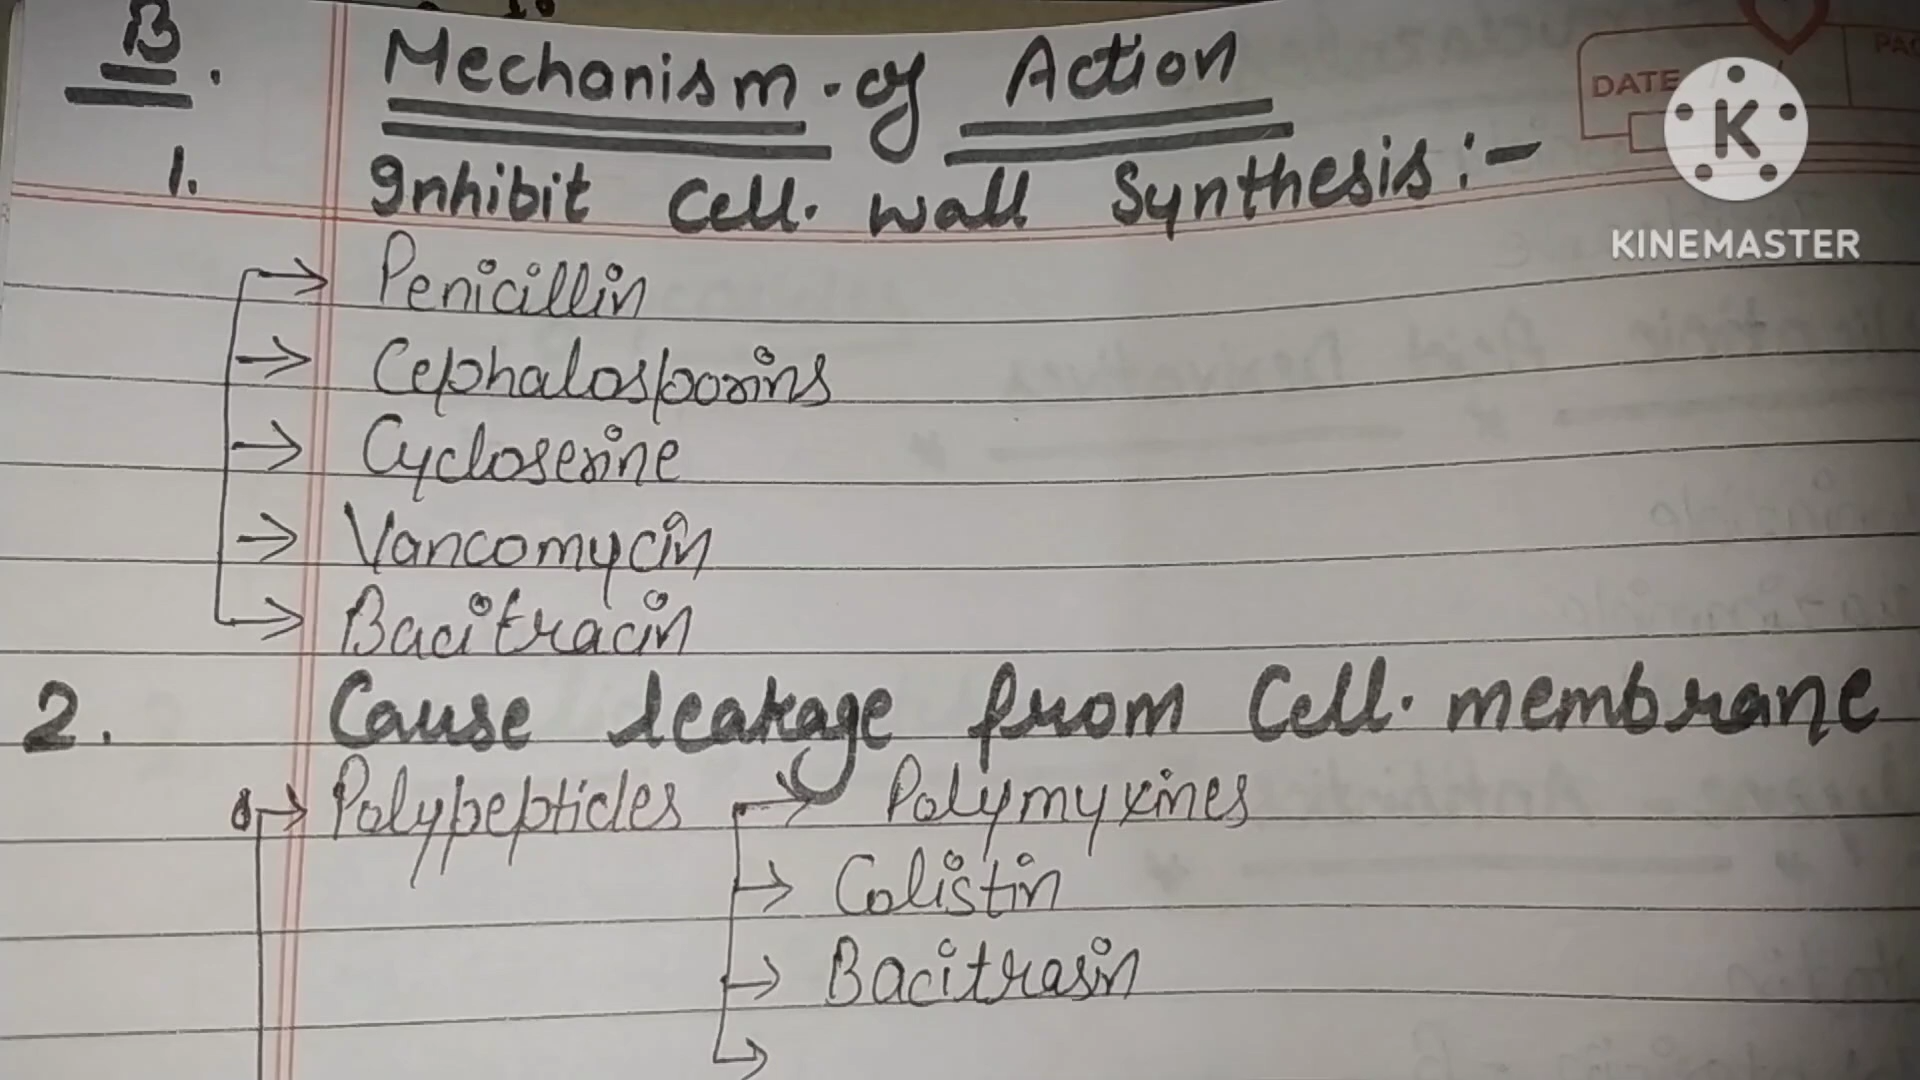 B. Mechanism of Action
1. Inhibit Cell wall Synthesis:-
→ Penicillin
→ Cephalosporins
→ Cycloserine
→ Vancomycin
→ Bacitracin
2. Cause leakage from Cell membrane
→ Polypeptides → Polymyxines
→ Colistin
→ Bacitrasin
DATE
KINEMASTER